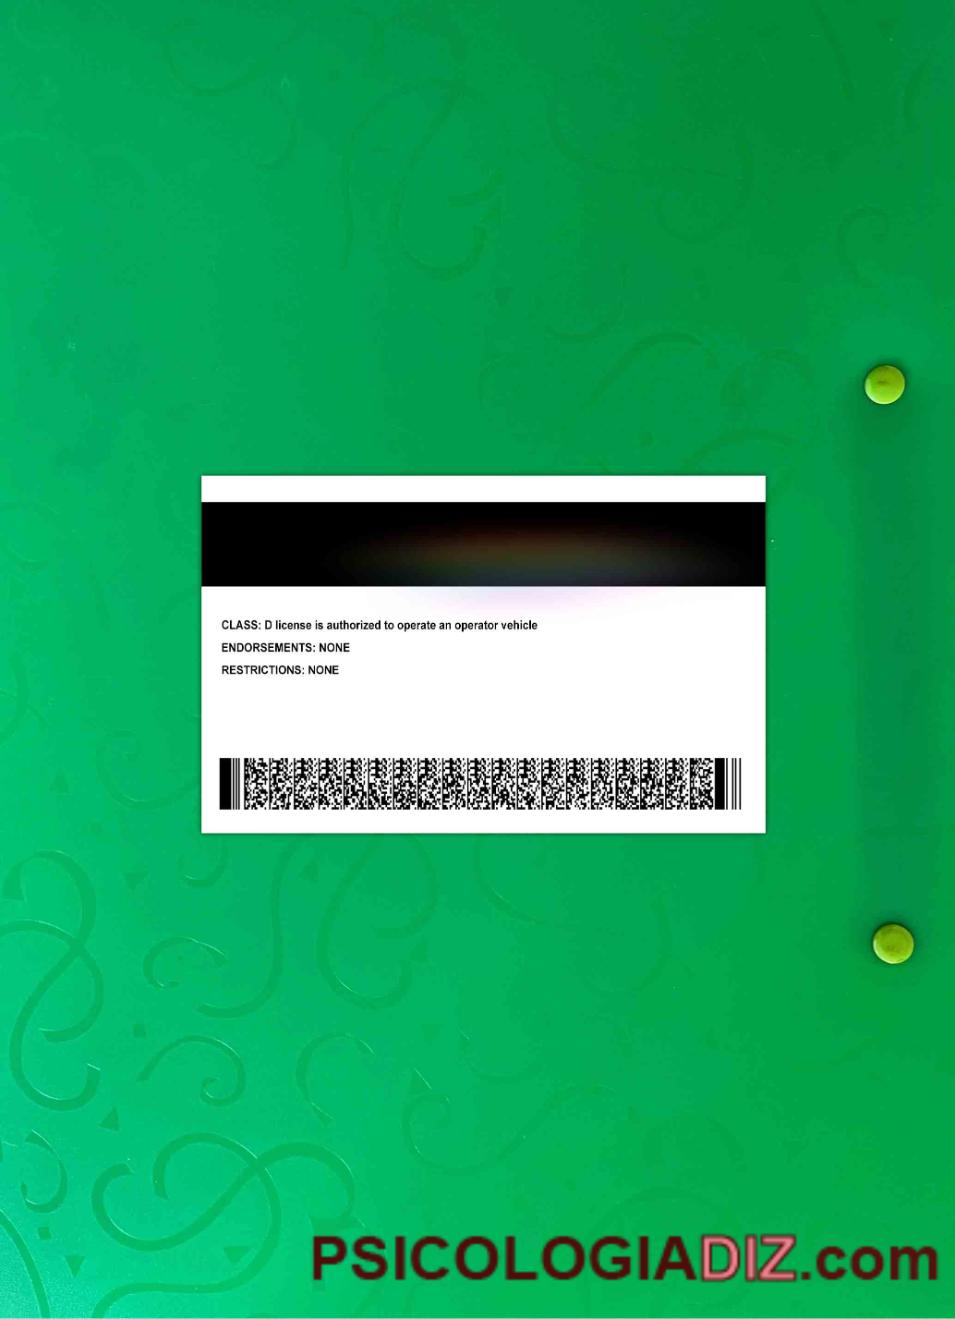 CLASS: D license is authorized to operate an operator vehicle
ENDORSEMENTS: NONE
RESTRICTIONS: NONE
PSICOLOGIADIZ.com